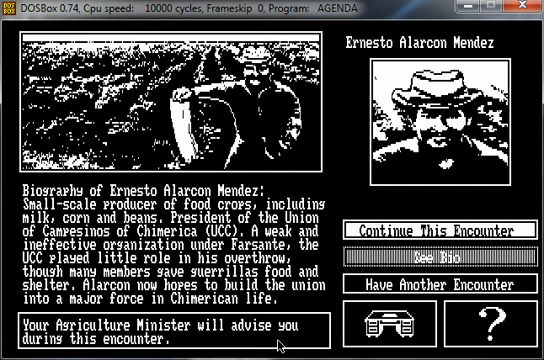 DOS
BOX
DOSBox 0.74, Cpu speed: 10000 cycles, Frameskip 0, Program: AGENDA
Ernesto Alarcon Mendez
Biography of Ernesto Alarcon Mendez:
Small-scale producer of food crops, including
milk, corn and beans. President of the Union
of Campesinos of Chimerica (UCC). A weak and
ineffective organization under Farsante, the
UCC played little role in his overthrow,
though many members gave guerrillas food and
shelter. Alarcon now hopes to build the union
into a major force in Chimerican life.
Your Agriculture Minister will advise you
during this encounter.
Continue This Encounter
See Bio
Have Another Encounter
?